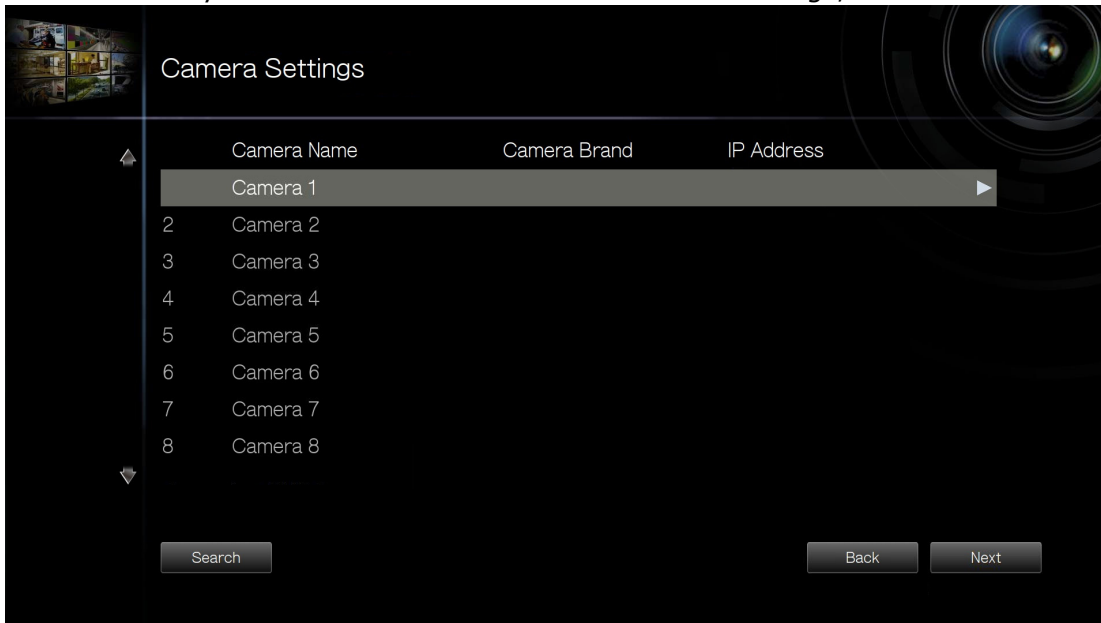 Camera Settings
Camera Name Camera Brand IP Address
Camera 1
2 Camera 2
3 Camera 3
4 Camera 4
5 Camera 5
6 Camera 6
7 Camera 7
8 Camera 8
Search Back Next